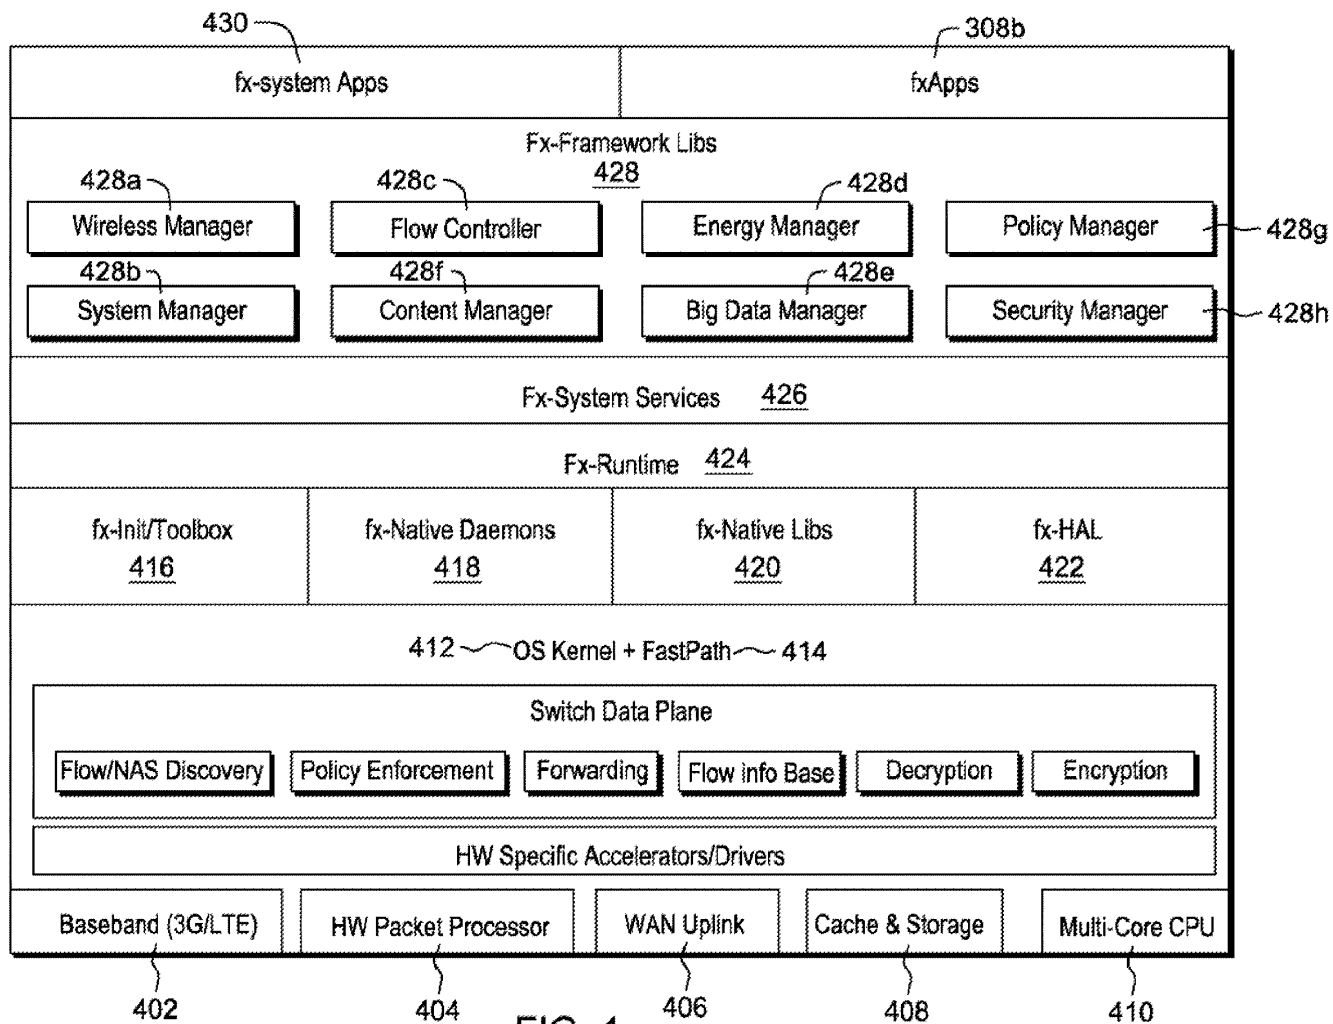 430
308b
fx-system Apps
fxApps
Fx-Framework Libs
428
428a
428c
428d
Wireless Manager
Flow Controller
Energy Manager
Policy Manager
428g
428b
428f
428e
System Manager
Content Manager
Big Data Manager
Security Manager
428h
Fx-System Services 426
Fx-Runtime 424
fx-Init/Toolbox
fx-Native Daemons
fx-Native Libs
fx-HAL
416
418
420
422
412 OS Kernel + FastPath 414
Switch Data Plane
Flow/NAS Discovery
Policy Enforcement
Forwarding
Flow info Base
Decryption
Encryption
HW Specific Accelerators/Drivers
Baseband (3G/LTE)
HW Packet Processor
WAN Uplink
Cache & Storage
Multi-Core CPU
402
404
406
408
410